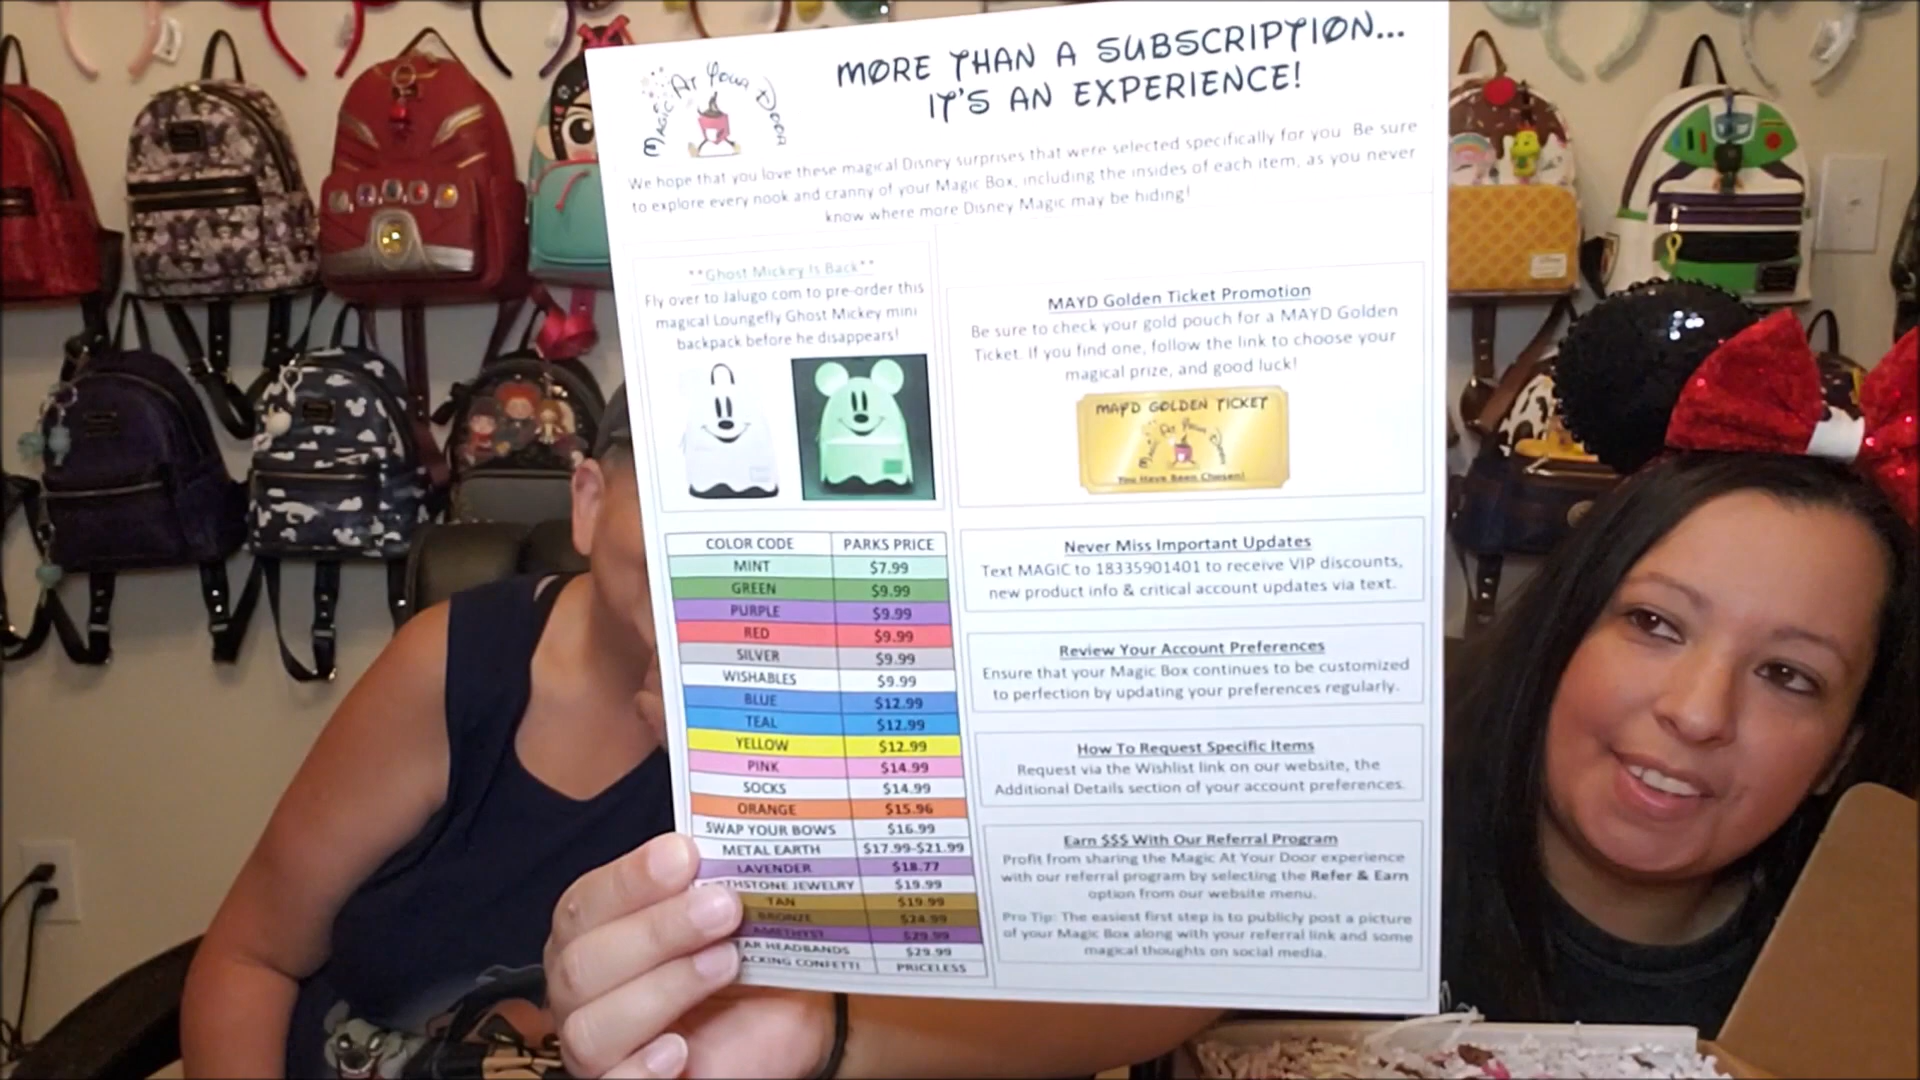 Magic At Your Door
MORE THAN A SUBSCRIPTION...
IT'S AN EXPERIENCE!
We hope that you love these magical Disney surprises that were selected specifically for you. Be sure
to explore every nook and cranny of your Magic Box, including the insides of each item, as you never
know where more Disney Magic may be hiding!
**Ghost Mickey Is Back**
Fly over to Jalugo.com to pre-order this
magical Loungefly Ghost Mickey mini
backpack before he disappears!
MAYD Golden Ticket Promotion
Be sure to check your gold pouch for a MAYD Golden
Ticket. If you find one, follow the link to choose your
magical prize, and good luck!
MAYD GOLDEN TICKET
Magic At Your Door
You Have Been Chosen!
COLOR CODE PARKS PRICE
MINT $7.99
GREEN $9.99
PURPLE $9.99
RED $9.99
SILVER $9.99
WISHABLES $9.99
BLUE $12.99
TEAL $12.99
YELLOW $12.99
PINK $14.99
SOCKS $14.99
ORANGE $15.96
SWAP YOUR BOWS $16.99
METAL EARTH $17.99-$21.99
LAVENDER $18.77
THSTONE JEWELRY $19.99
TAN $19.99
BRONZE $24.99
AMETHYST $29.99
EAR HEADBANDS $29.99
ACKING CONFETTI PRICELESS
Never Miss Important Updates
Text MAGIC to 18335901401 to receive VIP discounts,
new product info & critical account updates via text.
Review Your Account Preferences
Ensure that your Magic Box continues to be customized
to perfection by updating your preferences regularly.
How To Request Specific Items
Request via the Wishlist link on our website, the
Additional Details section of your account preferences.
Earn $$$ With Our Referral Program
Profit from sharing the Magic At Your Door experience
with our referral program by selecting the Refer & Earn
option from our website menu.
Pro Tip: The easiest first step is to publicly post a picture
of your Magic Box along with your referral link and some
magical thoughts on social media.